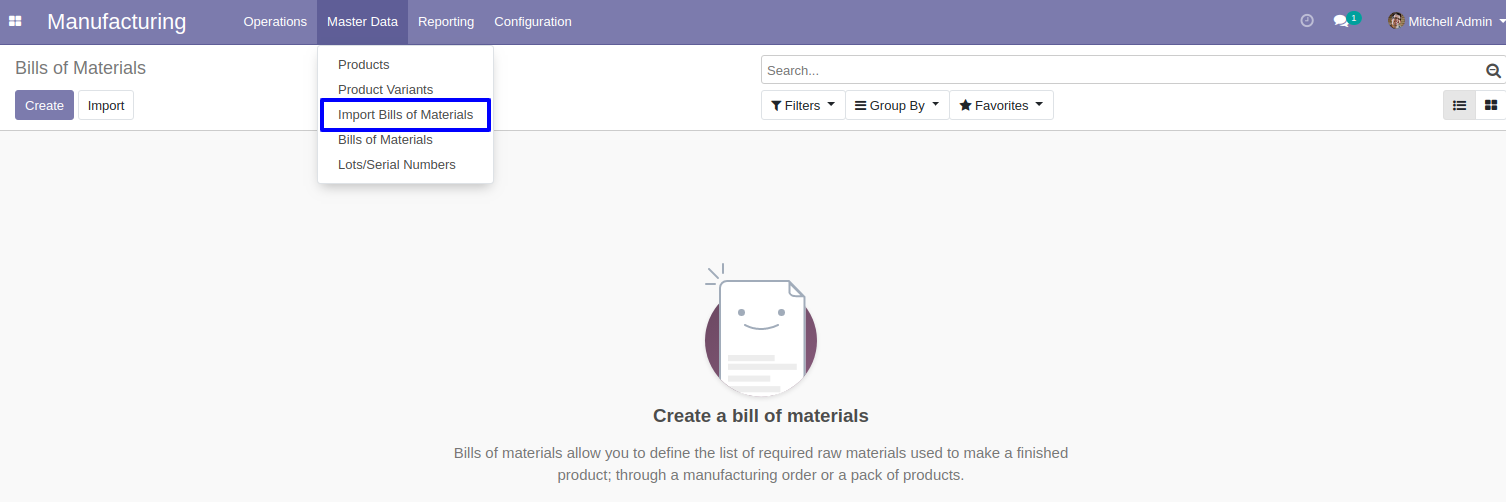 Manufacturing Operations Master Data Reporting Configuration 1 Mitchell Admin
Bills of Materials
Create Import
Products
Product Variants
Import Bills of Materials
Bills of Materials
Lots/Serial Numbers
Search...
Filters Group By Favorites
Create a bill of materials
Bills of materials allow you to define the list of required raw materials used to make a finished
product; through a manufacturing order or a pack of products.